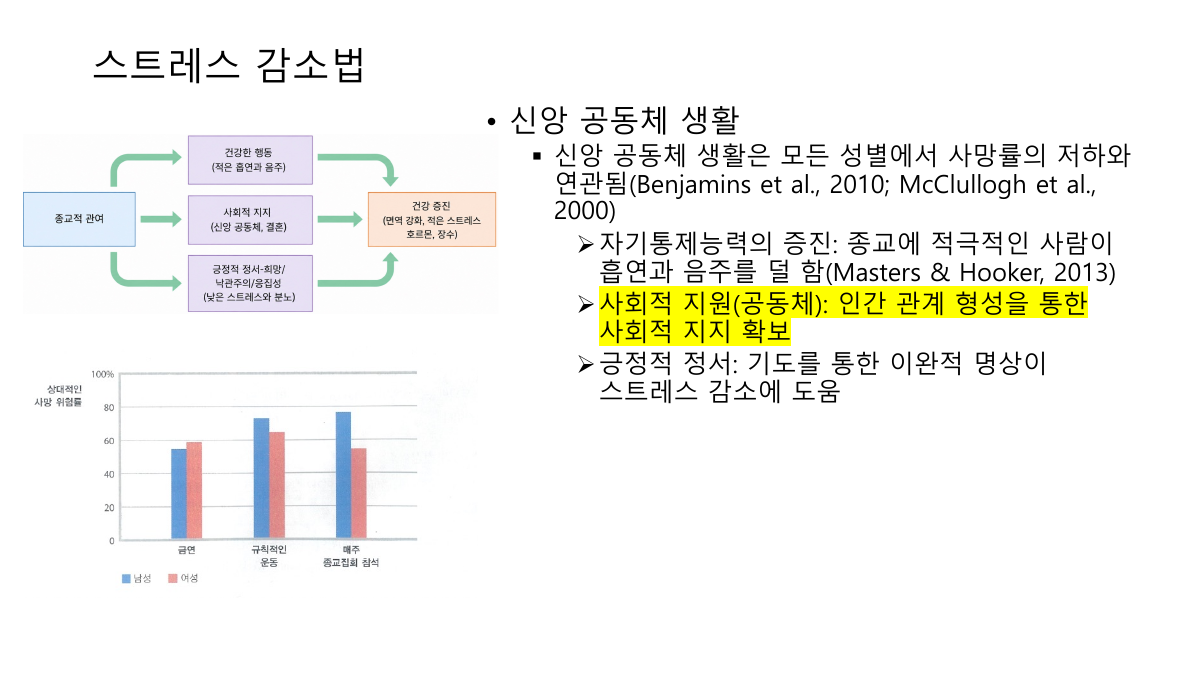 스트레스 감소법
종교적 관여
건강한 행동
(적은 흡연과 음주)
사회적 지지
(신앙 공동체, 결혼)
긍정적 정서-희망/
낙관주의/응집성
(낮은 스트레스와 분노)
건강 증진
(면역 강화, 적은 스트레스
호르몬, 장수)
상대적인
사망 위험률
100%
80
60
40
20
0
금연
규칙적인
운동
매주
종교집회 참석
남성
여성
• 신앙 공동체 생활
▪ 신앙 공동체 생활은 모든 성별에서 사망률의 저하와
연관됨(Benjamins et al., 2010; McClullogh et al.,
2000)
➢ 자기통제능력의 증진: 종교에 적극적인 사람이
흡연과 음주를 덜 함(Masters & Hooker, 2013)
➢ 사회적 지원(공동체): 인간 관계 형성을 통한
사회적 지지 확보
➢ 긍정적 정서: 기도를 통한 이완적 명상이
스트레스 감소에 도움